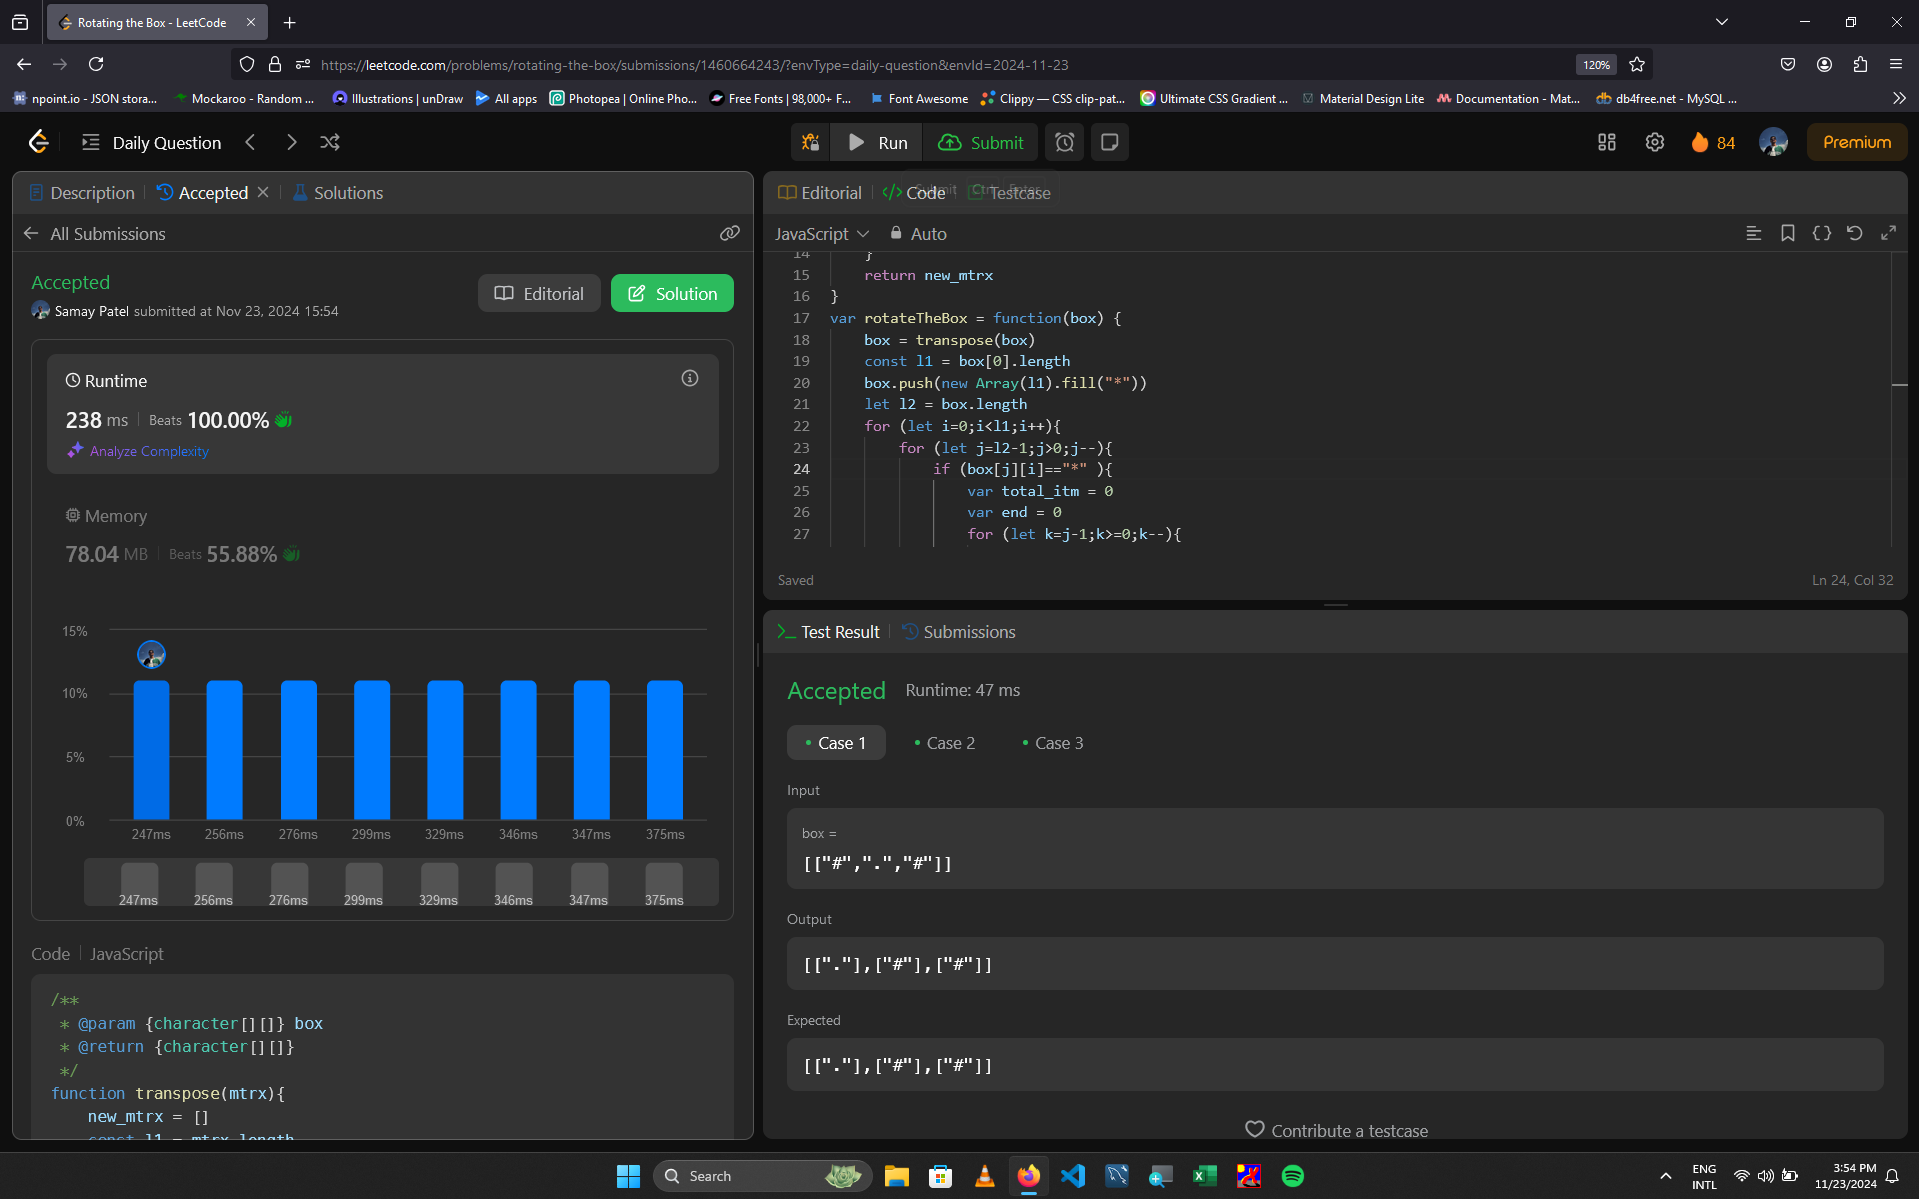 Rotating the Box - LeetCode
https://leetcode.com/problems/rotating-the-box/submissions/1460664243/?envType=daily-question&envId=2024-11-23
120%
npoint.io - JSON stora...
Mockaroo - Random ...
Illustrations | unDraw
All apps
Photopea | Online Pho...
Free Fonts | 98,000+ F...
Font Awesome
Clippy — CSS clip-pat...
Ultimate CSS Gradient ...
Material Design Lite
Documentation - Mat...
db4free.net - MySQL ...
Daily Question
Run
Submit
84
Premium
Description
Accepted
Solutions
All Submissions
Accepted
Samay Patel submitted at Nov 23, 2024 15:54
Editorial
Solution
Runtime
238 ms
Beats 100.00%
Analyze Complexity
Memory
78.04 MB
Beats 55.88%
15%
10%
5%
0%
247ms 256ms 276ms 299ms 329ms 346ms 347ms 375ms
247ms 256ms 276ms 299ms 329ms 346ms 347ms 375ms
Code
JavaScript
/**
 * @param {character[][]} box
 * @return {character[][]}
 */
function transpose(mtrx){
    new_mtrx = []
    const l1 = mtrx.length
Editorial
Code
Testcase
Submit Ctrl
JavaScript
Auto
14         }
15     return new_mtrx
16 }
17 var rotateTheBox = function(box) {
18     box = transpose(box)
19     const l1 = box[0].length
20     box.push(new Array(l1).fill("*"))
21     let l2 = box.length
22     for (let i=0;i<l1;i++){
23         for (let j=l2-1;j>0;j--){
24             if (box[j][i]=="*" ){
25                 var total_itm = 0
26                 var end = 0
27                 for (let k=j-1;k>=0;k--){
Saved
Ln 24, Col 32
Test Result
Submissions
Accepted
Runtime: 47 ms
Case 1
Case 2
Case 3
Input
box =
[["#",".","#"]]
Output
[["."],["#"],["#"]]
Expected
[["."],["#"],["#"]]
Contribute a testcase
Search
ENG
INTL
3:54 PM
11/23/2024